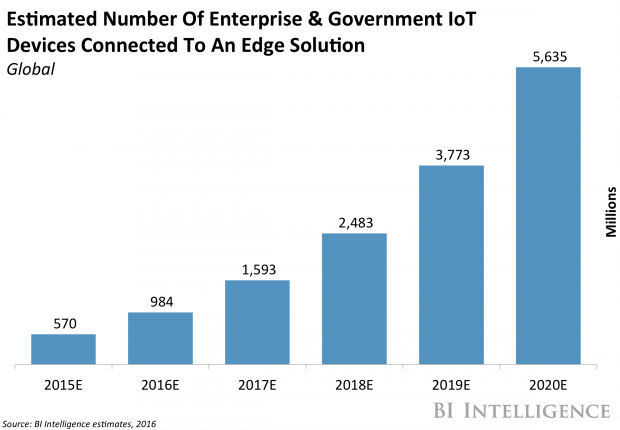 Estimated Number Of Enterprise & Government IoT
Devices Connected To An Edge Solution
Global
5,635
3,773
2,483
1,593
984
570
Millions
2015E 2016E 2017E 2018E 2019E 2020E
BI INTELLIGENCE
Source: BI Intelligence estimates, 2016